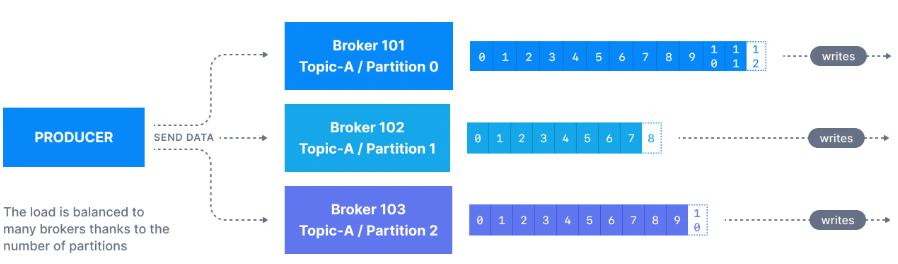 Broker 101
Topic-A / Partition 0
0 1 2 3 4 5 6 7 8 9 10 11 12
writes
PRODUCER
SEND DATA
Broker 102
Topic-A / Partition 1
0 1 2 3 4 5 6 7 8
writes
Broker 103
Topic-A / Partition 2
0 1 2 3 4 5 6 7 8 9 10
writes
The load is balanced to
many brokers thanks to the
number of partitions